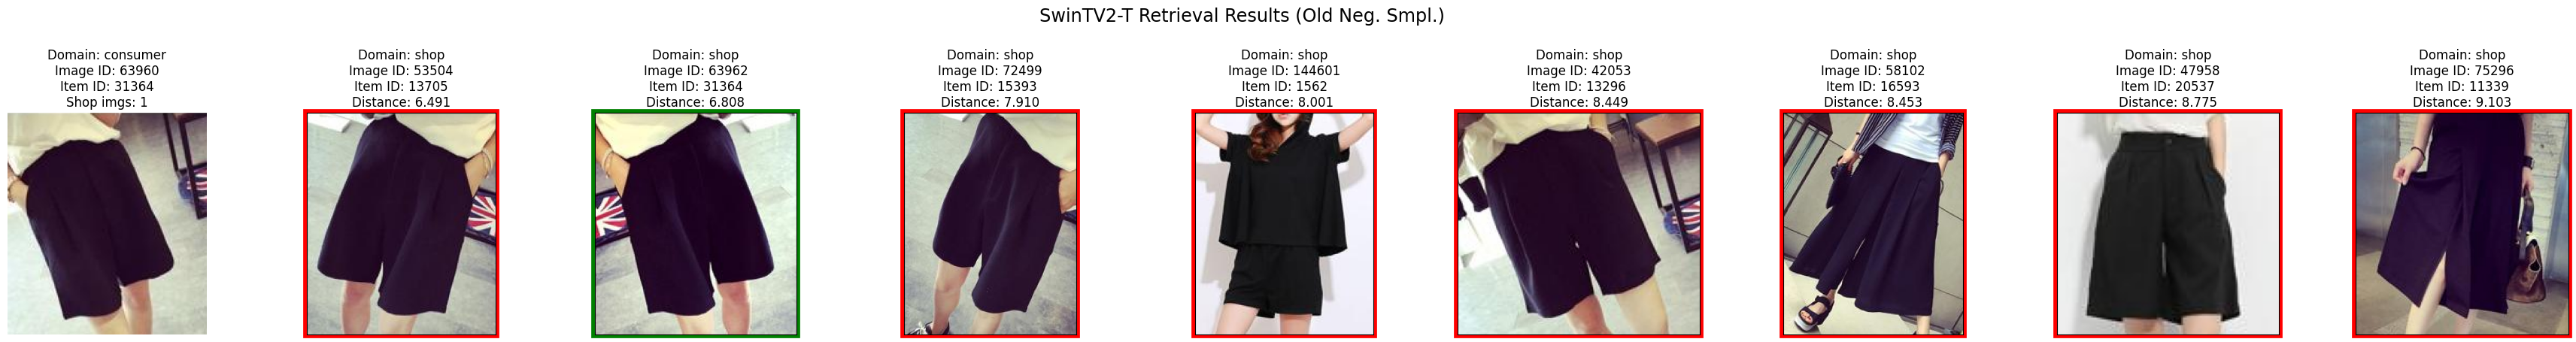 SwinTV2-T Retrieval Results (Old Neg. Smpl.)
Domain: consumer
Image ID: 63960
Item ID: 31364
Shop imgs: 1
Domain: shop
Image ID: 53504
Item ID: 13705
Distance: 6.491
Domain: shop
Image ID: 63962
Item ID: 31364
Distance: 6.808
Domain: shop
Image ID: 72499
Item ID: 15393
Distance: 7.910
Domain: shop
Image ID: 144601
Item ID: 1562
Distance: 8.001
Domain: shop
Image ID: 42053
Item ID: 13296
Distance: 8.449
Domain: shop
Image ID: 58102
Item ID: 16593
Distance: 8.453
Domain: shop
Image ID: 47958
Item ID: 20537
Distance: 8.775
Domain: shop
Image ID: 75296
Item ID: 11339
Distance: 9.103